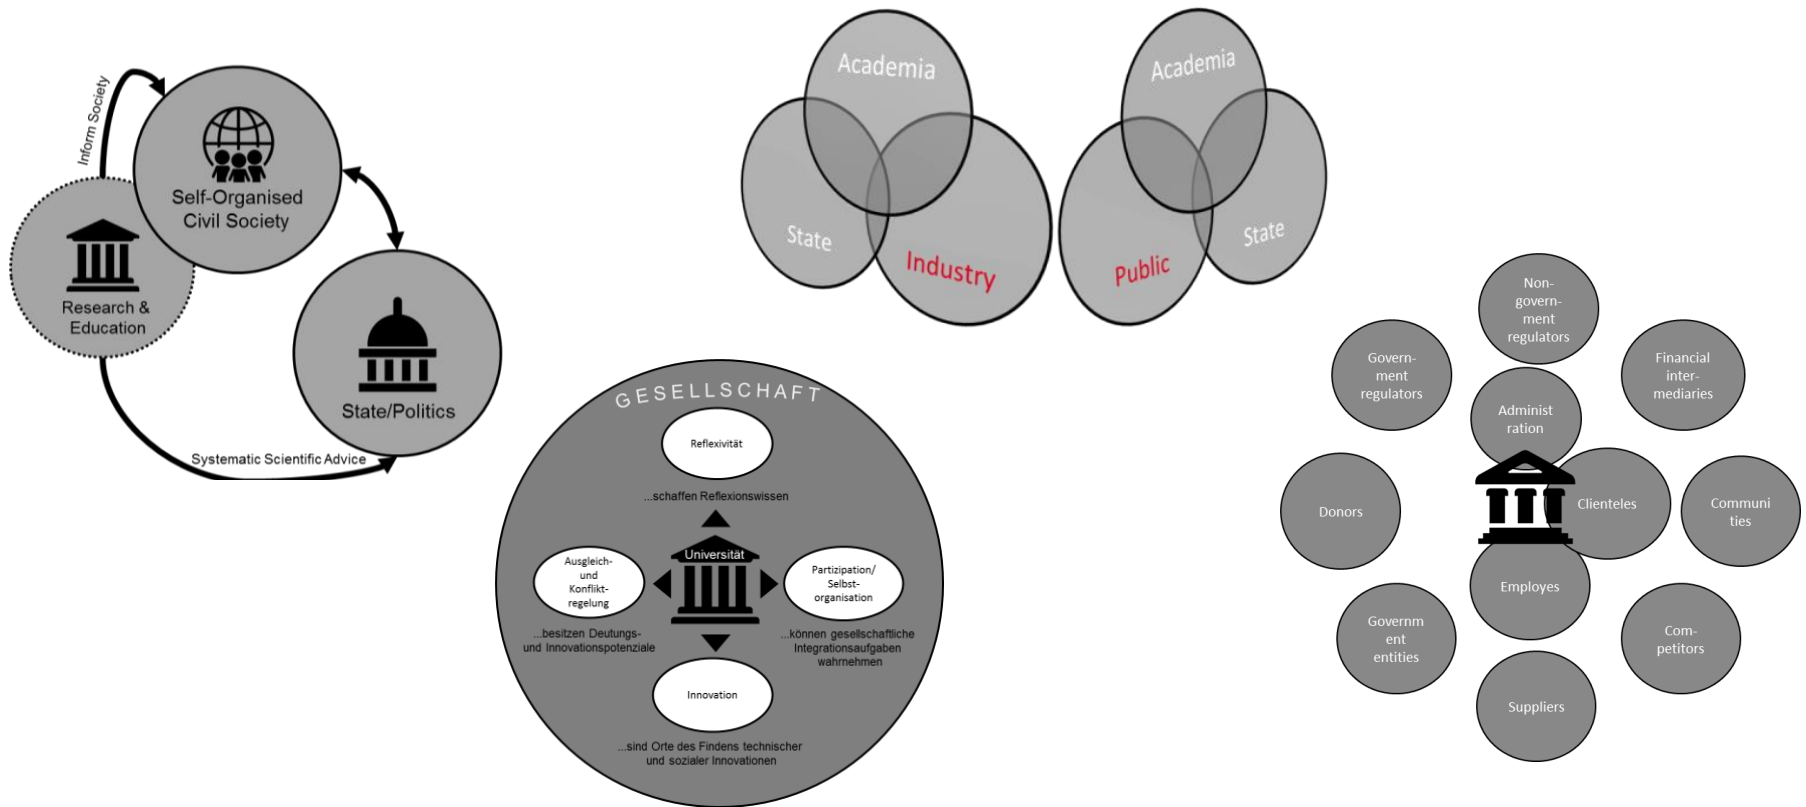 Inform Society
Self-Organised
Civil Society
Research &
Education
State/Politics
Systematic Scientific Advice
Academia
State
Industry
Academia
Public
State
GESELLSCHAFT
Reflexivität
...schaffen Reflexionswissen
Universität
Ausgleich-
und
Konflikt-
regelung
...besitzen Deutungs-
und Innovationspotenziale
Partizipation/
Selbst-
organisation
...können gesellschaftliche
Integrationsaufgaben
wahrnehmen
Innovation
...sind Orte des Findens technischer
und sozialer Innovationen
Non-
govern-
ment
regulators
Govern-
ment
regulators
Financial
inter-
mediaries
Administ
ration
Donors
Clienteles
Communi
ties
Employes
Governm
ent
entities
Com-
petitors
Suppliers